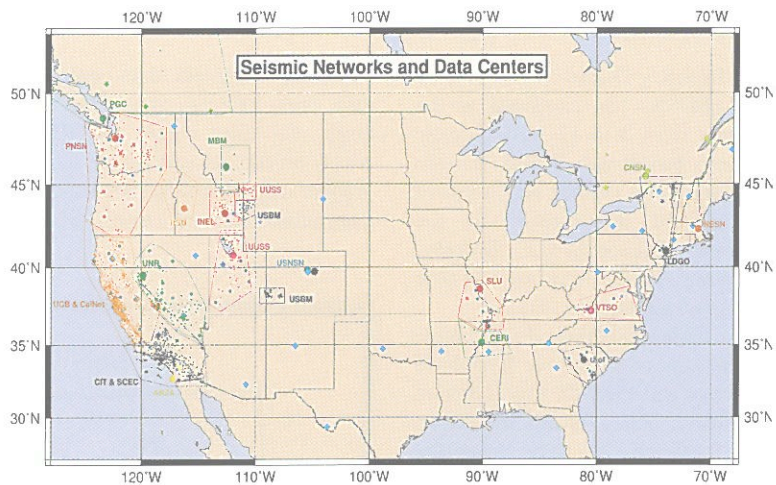 120°W 110°W 100°W 90°W 80°W 70°W
Seismic Networks and Data Centers
50°N 50°N
PGC
PNSN
MBM
CNSN
45°N 45°N
UUSS
INEL
USBM
NESN
UUSS
LDGO
40°N 40°N
UNR
USNSN
USBM
SLU
UCB & CalNet
VTSO
CERI
35°N 35°N
U of SC
CIT & SCEC
30°N 30°N
120°W 110°W 100°W 90°W 80°W 70°W